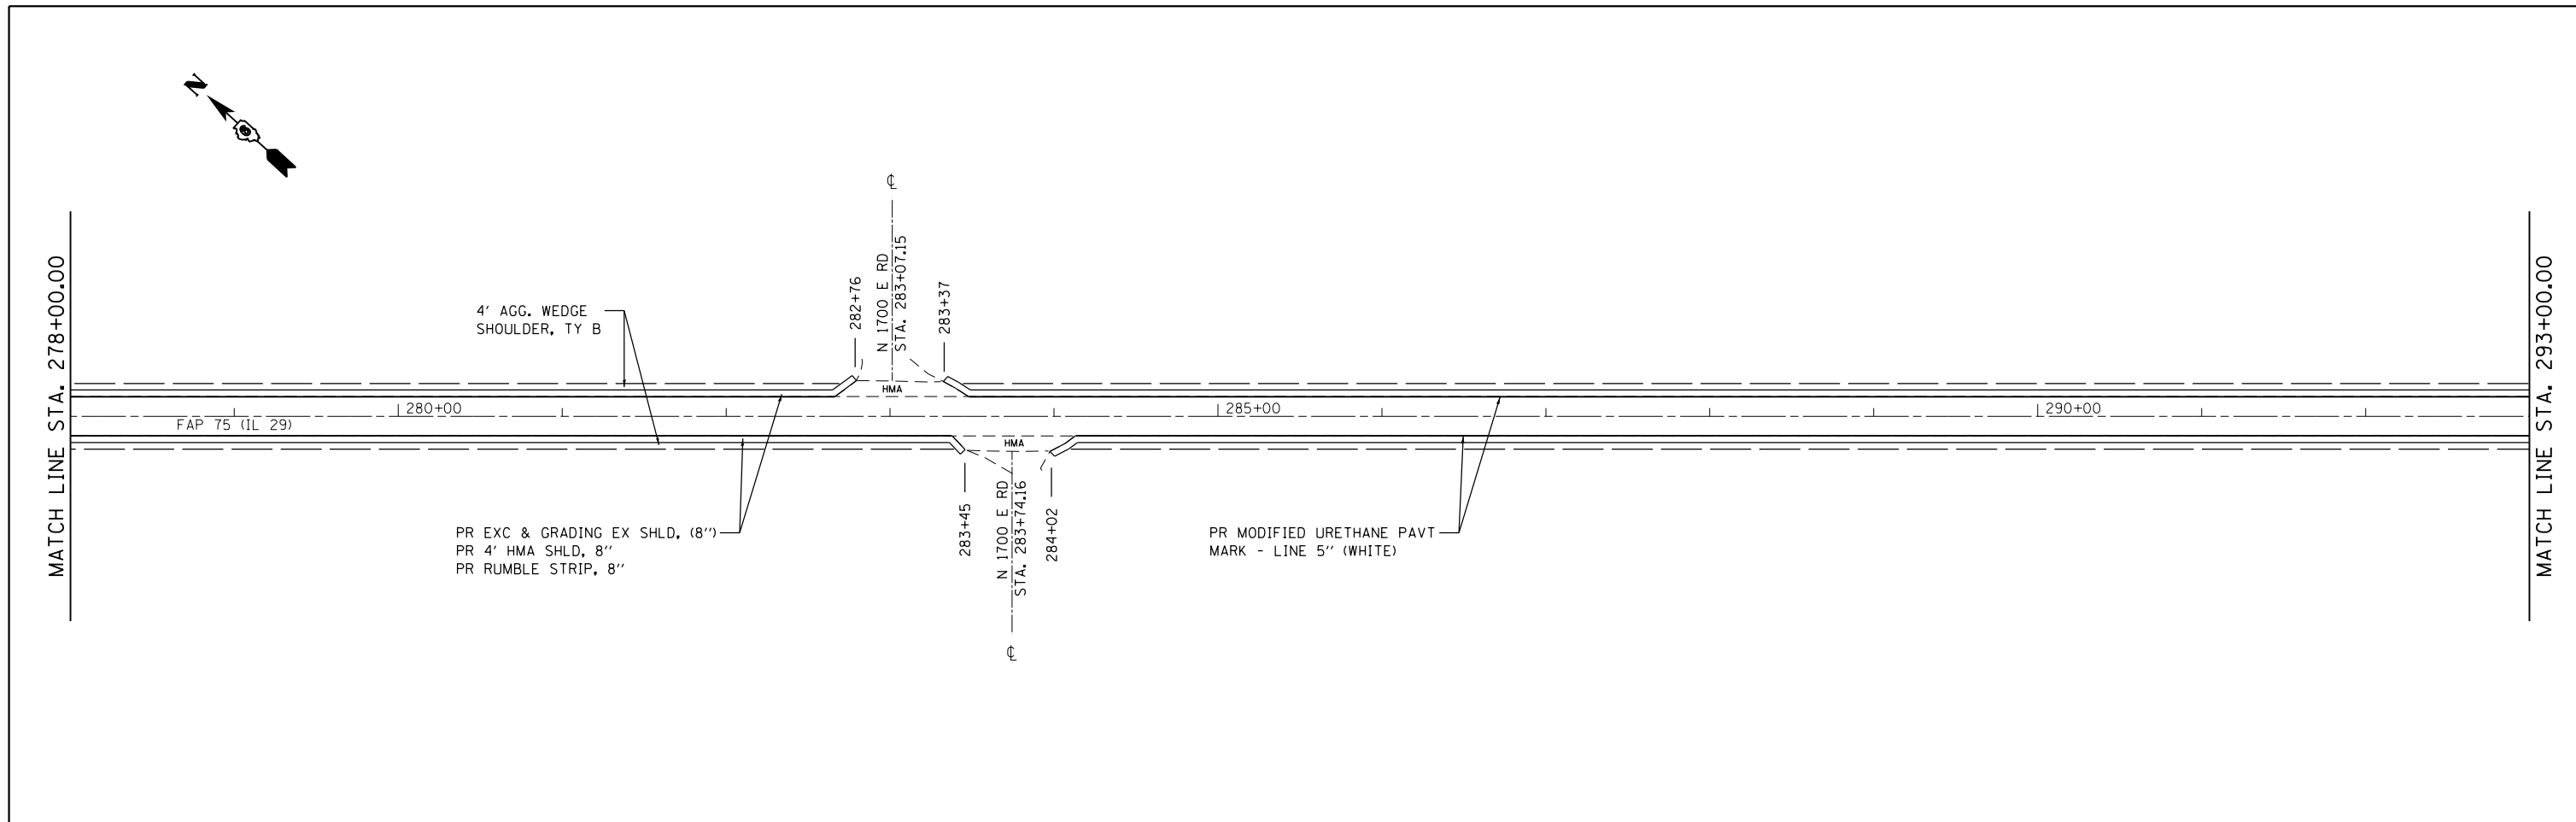 N
6
℄
MATCH LINE STA. 278+00.00
4' AGG. WEDGE
SHOULDER, TY B
282+76
N 1700 E RD
STA. 283+07.15
283+37
HMA
280+00
285+00
290+00
FAP 75 (IL 29)
HMA
PR EXC & GRADING EX SHLD, (8'')
PR 4' HMA SHLD, 8''
PR RUMBLE STRIP, 8''
283+45
N 1700 E RD
STA. 283+74.16
284+02
℄
PR MODIFIED URETHANE PAVT
MARK - LINE 5'' (WHITE)
MATCH LINE STA. 293+00.00